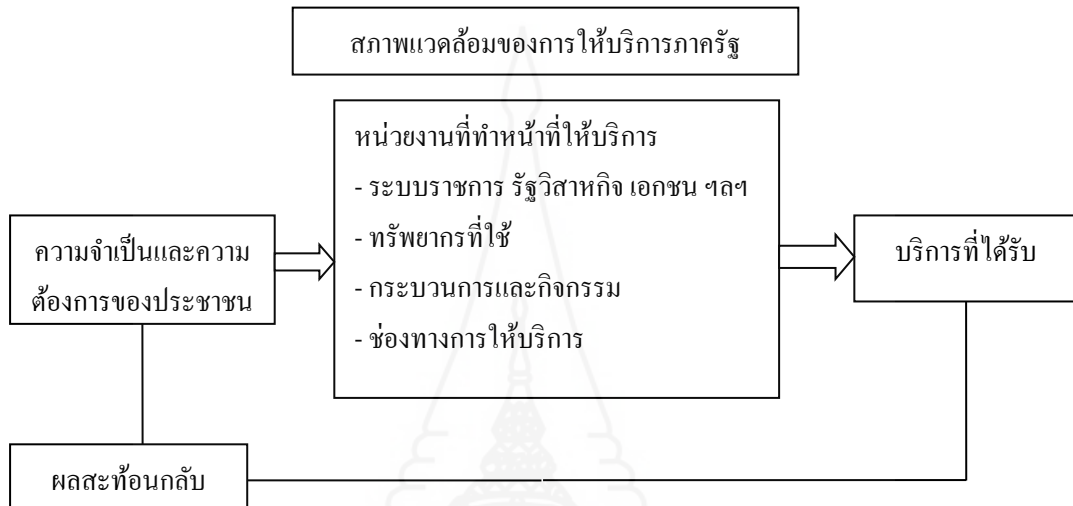 สภาพแวดล้อมของการให้บริการภาครัฐ
หน่วยงานที่ทำหน้าที่ให้บริการ
- ระบบราชการ รัฐวิสาหกิจ เอกชน ฯลฯ
- ทรัพยากรที่ใช้
- กระบวนการและกิจกรรม
- ช่องทางการให้บริการ
ความจำเป็นและความ
ต้องการของประชาชน
บริการที่ได้รับ
ผลสะท้อนกลับ